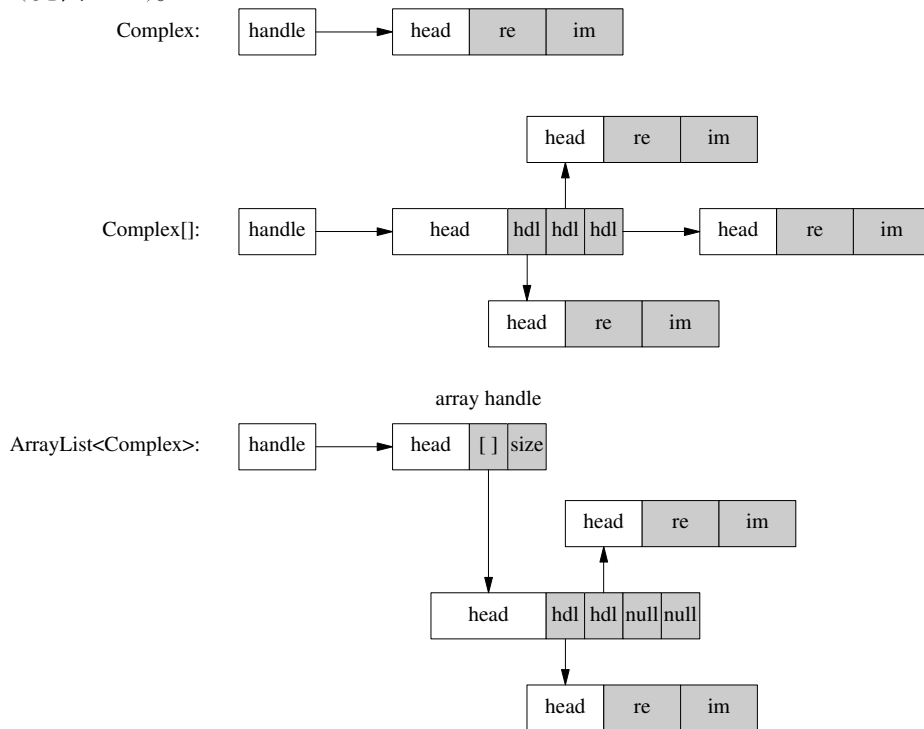 Complex: handle head re im
head re im
Complex[]: handle head hdl hdl hdl head re im
head re im
array handle
ArrayList<Complex>: handle head [ ] size
head re im
head hdl hdl null null
head re im